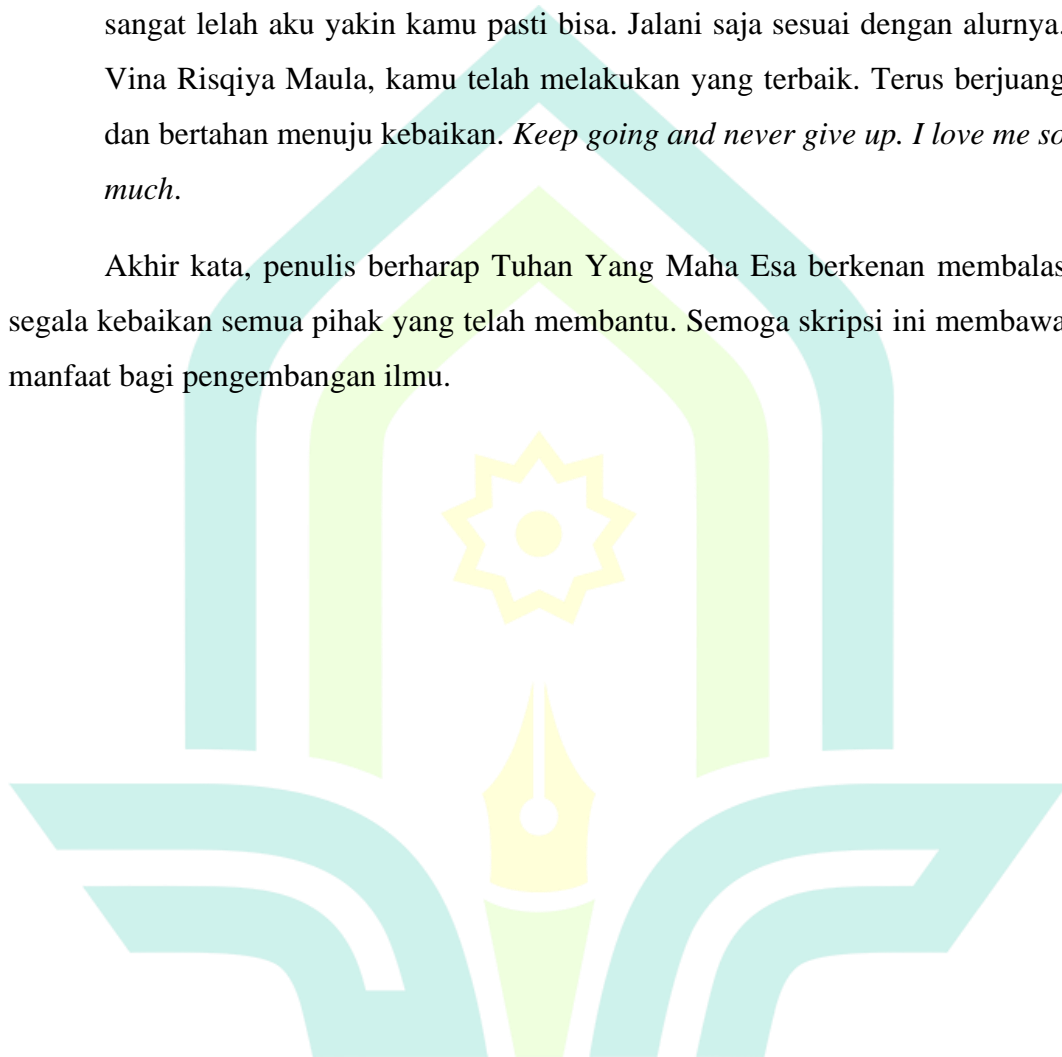 sangat lelah aku yakin kamu pasti bisa. Jalani saja sesuai dengan alurnya.
Vina Risqiya Maula, kamu telah melakukan yang terbaik. Terus berjuang
dan bertahan menuju kebaikan. Keep going and never give up. I love me so
much.
Akhir kata, penulis berharap Tuhan Yang Maha Esa berkenan membalas
segala kebaikan semua pihak yang telah membantu. Semoga skripsi ini membawa
manfaat bagi pengembangan ilmu.